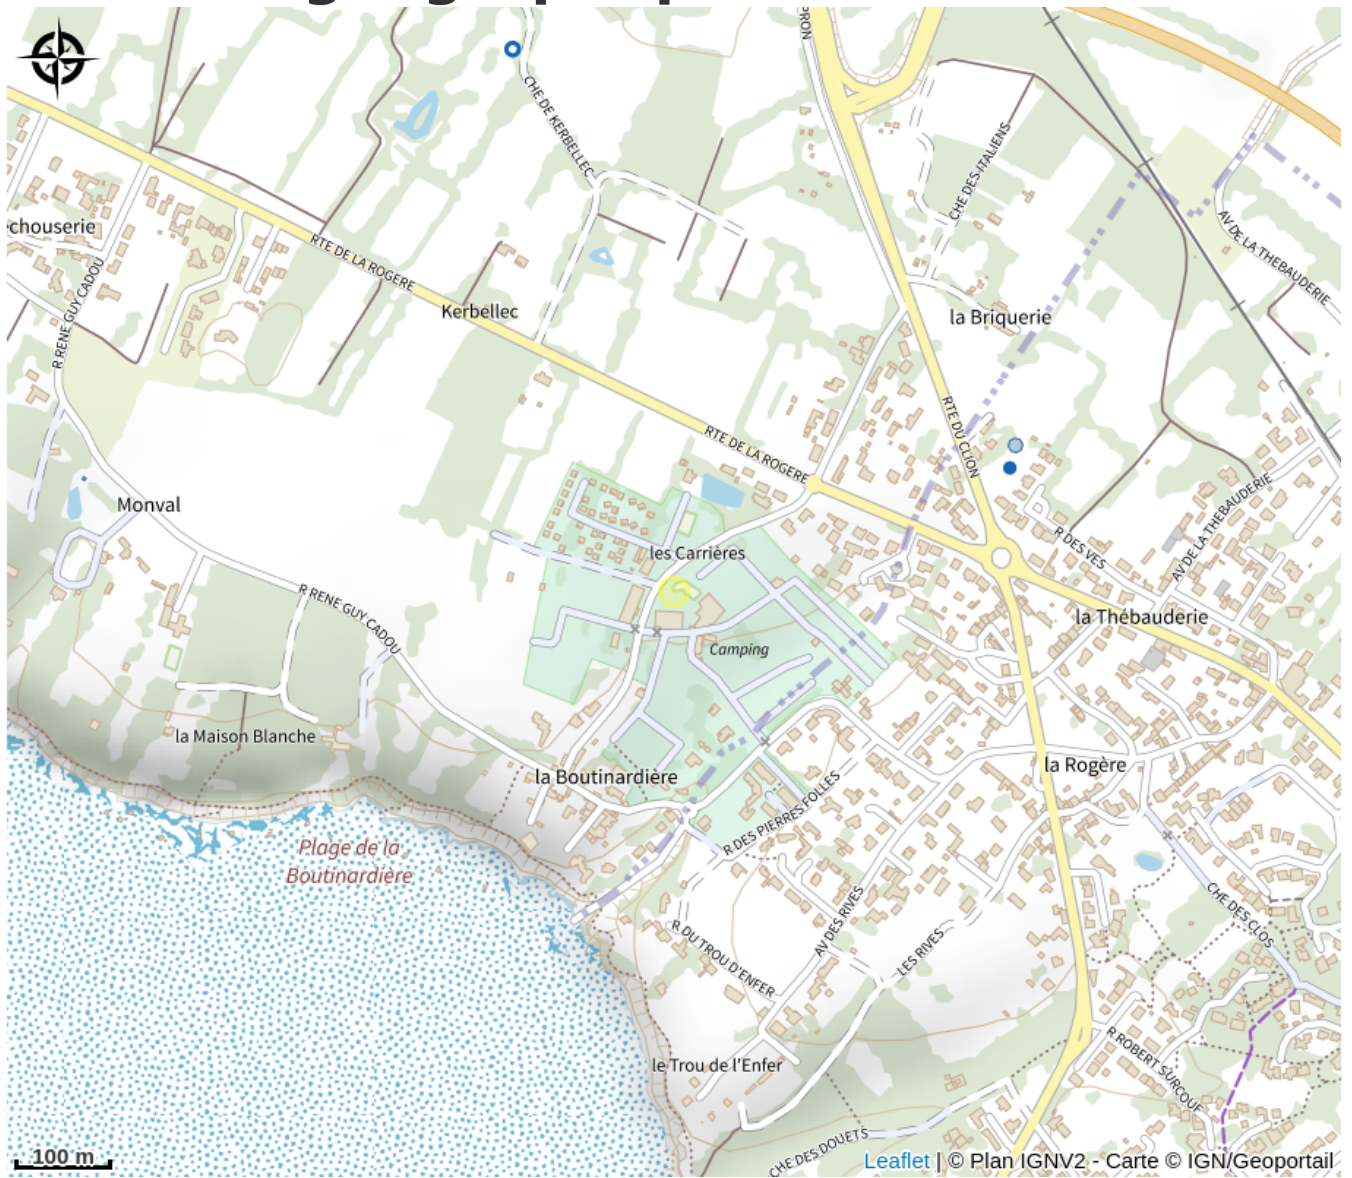 PRON
CHE DE KERBELLEC
CHE DES ITALIENS
AV DE LA THEBAUDERIE
echouserie
RTE DE LA ROGERE
R RENE GUY CADOU
Kerbellec
la Briquerie
RTE DU CLION
RTE DE LA ROGERE
Monval
AV DE LA THEBAUDERIE
R DES VES
les Carrières
R RENE GUY CADOU
la Thébauderie
Camping
la Maison Blanche
la Boutinardière
la Rogère
R DES PIERRES FOLLES
Plage de la
Boutinardière
AV DES RIVES
CHE DES CLOS
R DU TROU D'ENFER
LES RIVES
le Trou de l'Enfer
R ROBERT SURCOUF
CHE DES DOUETS
100 m
Leaflet | © Plan IGNV2 - Carte © IGN/Geoportail